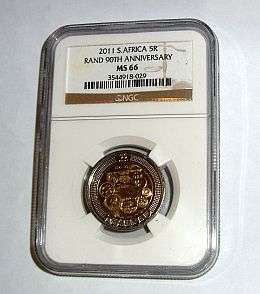 2011 S.AFRICA 5R
RAND 90TH ANNIVERSARY
MS 66
3544918-029
NGC